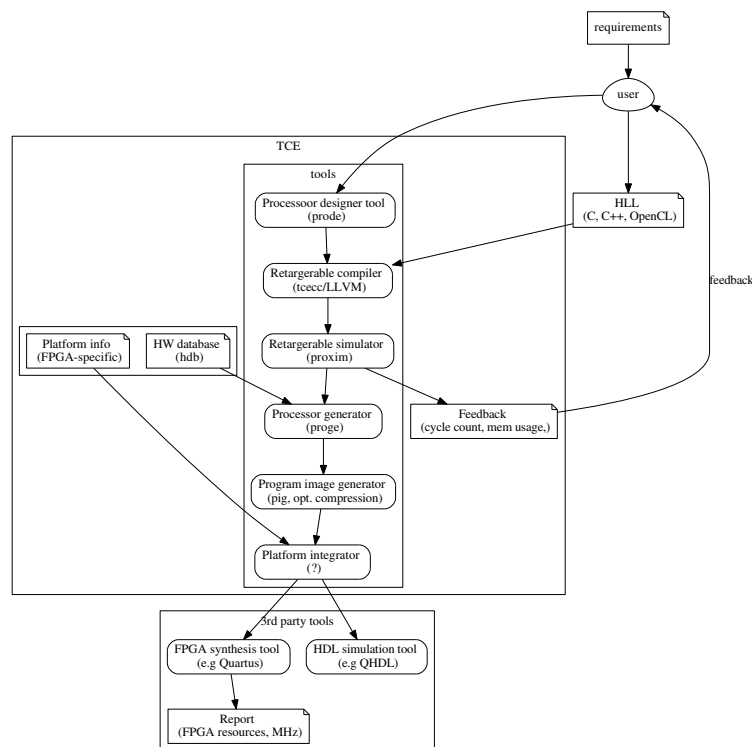 requirements
user
TCE
tools
Processoor designer tool
(prode)
HLL
(C, C++, OpenCL)
Retargerable compiler
(tcecc/LLVM)
feedback
Platform info
(FPGA-specific)
HW database
(hdb)
Retargerable simulator
(proxim)
Processor generator
(proge)
Feedback
(cycle count, mem usage,)
Program image generator
(pig, opt. compression)
Platform integrator
(?)
3rd party tools
FPGA synthesis tool
(e.g Quartus)
HDL simulation tool
(e.g QHDL)
Report
(FPGA resources, MHz)